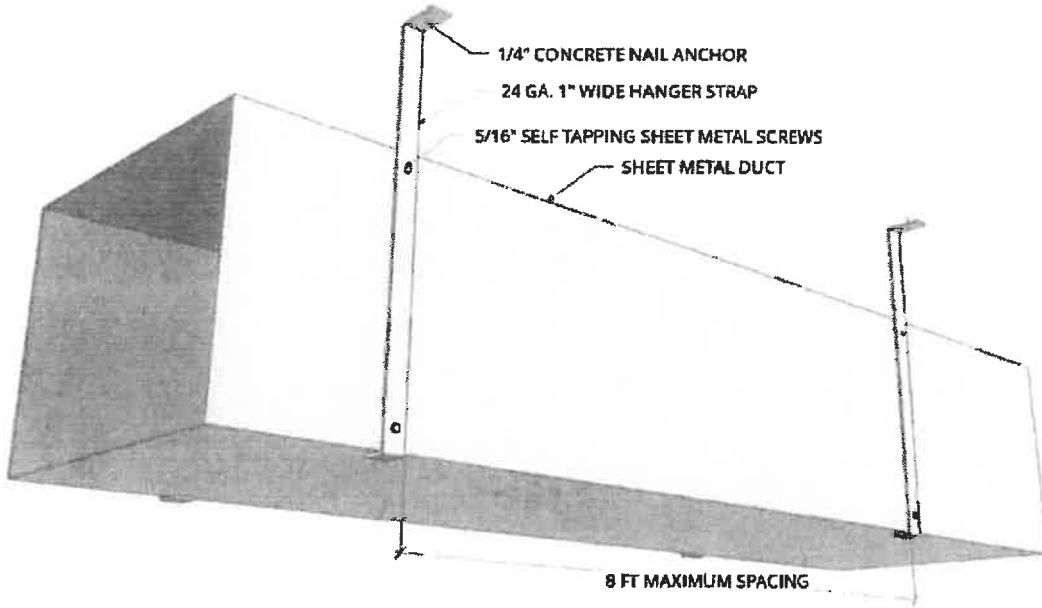 1/4" CONCRETE NAIL ANCHOR
24 GA. 1" WIDE HANGER STRAP
5/16" SELF TAPPING SHEET METAL SCREWS
SHEET METAL DUCT
8 FT MAXIMUM SPACING